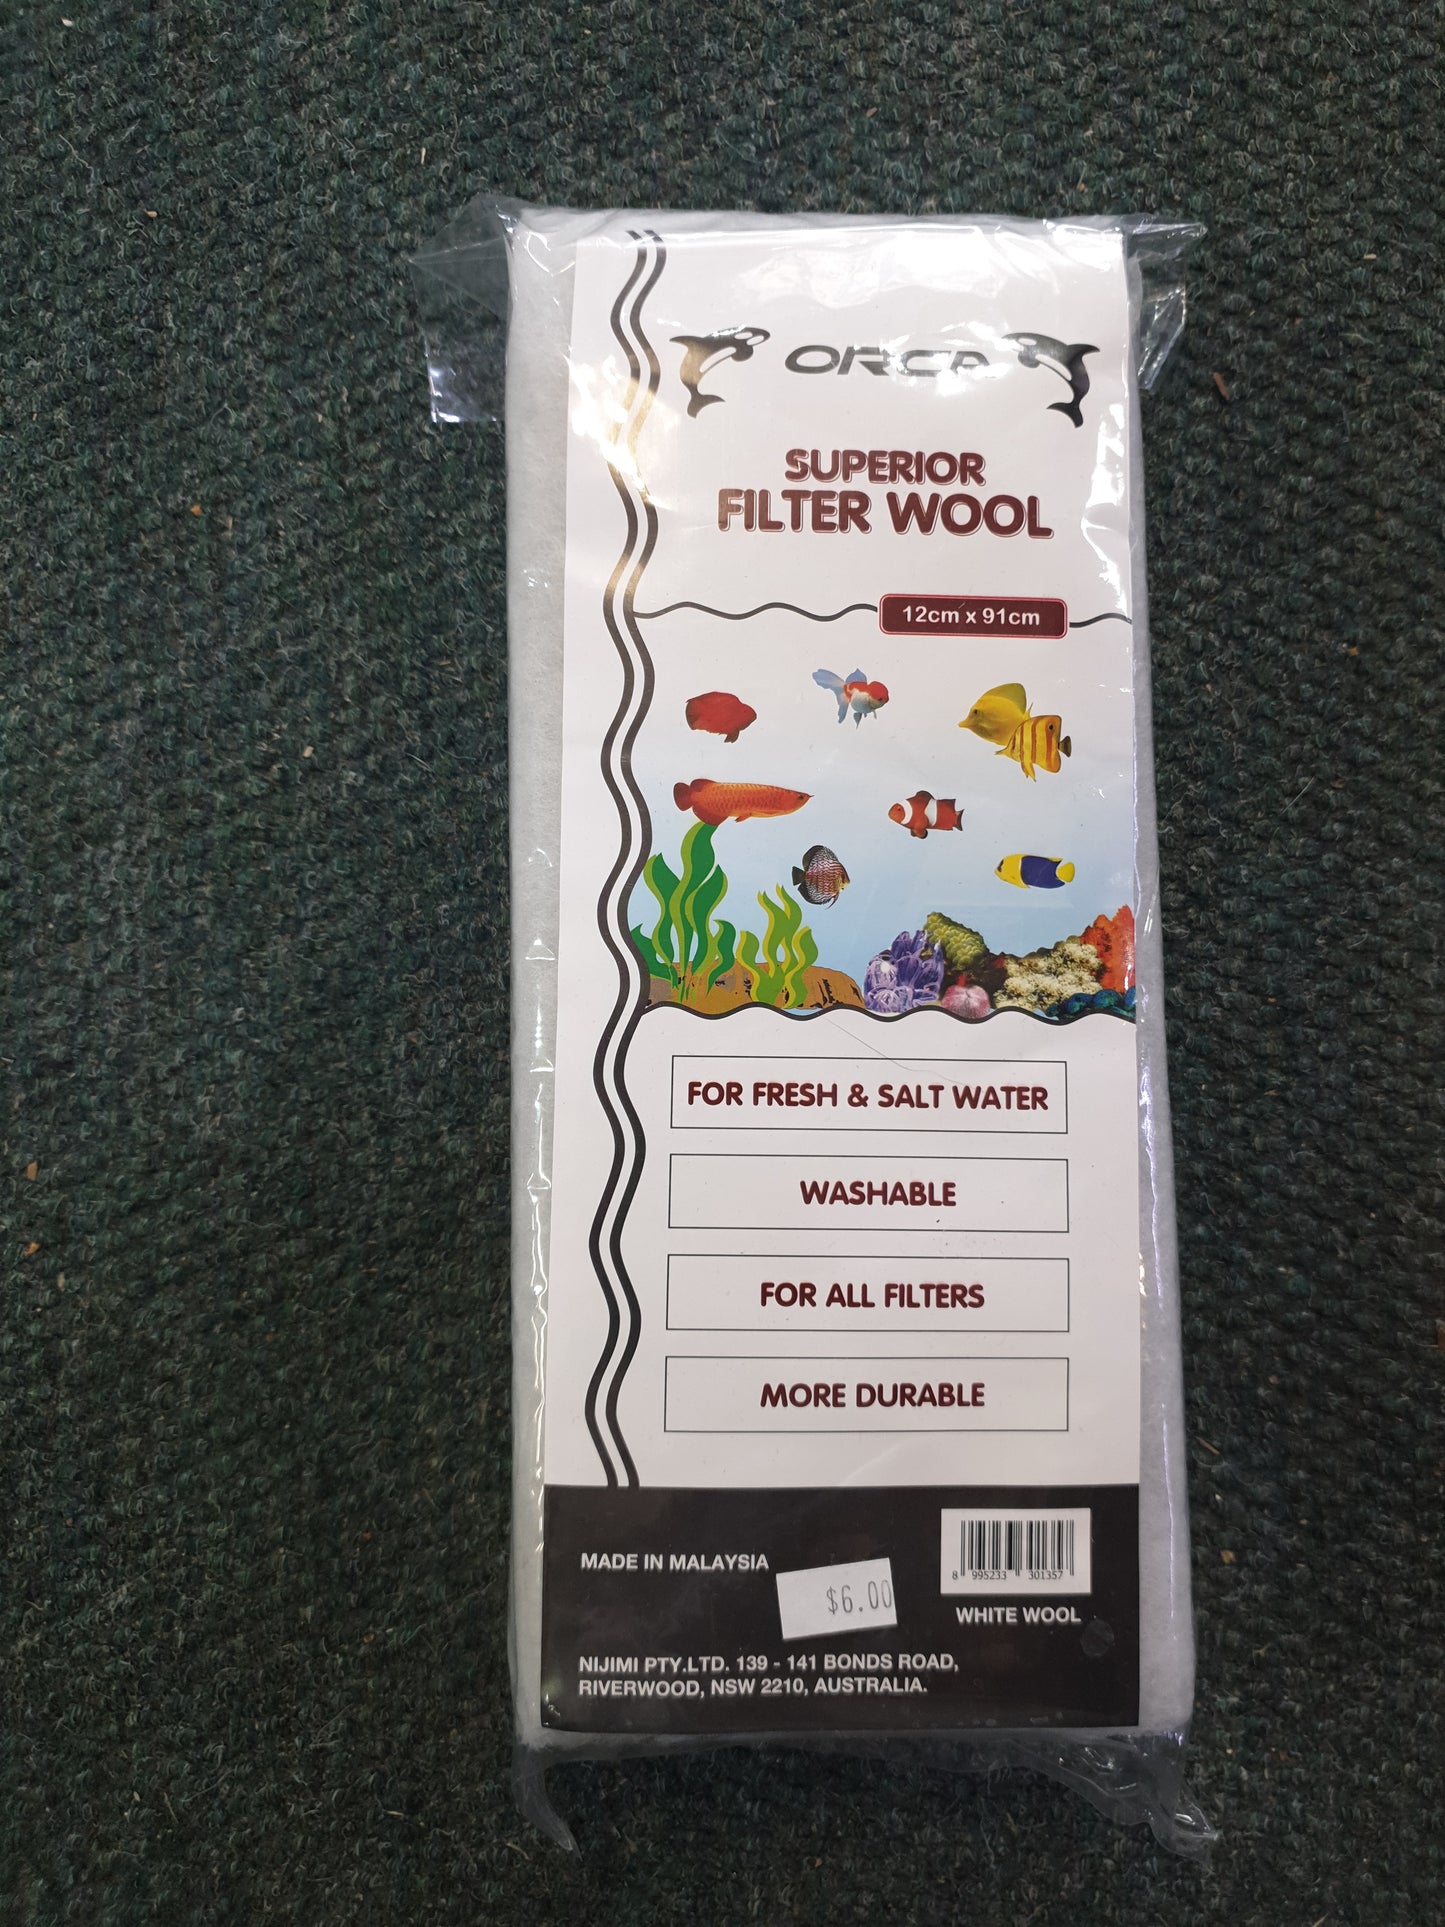 ORCA
SUPERIOR
FILTER WOOL
12cm x 91cm
FOR FRESH & SALT WATER
WASHABLE
FOR ALL FILTERS
MORE DURABLE
MADE IN MALAYSIA
$6.00
8 995233 301357
WHITE WOOL
NIJIMI PTY.LTD. 139 - 141 BONDS ROAD,
RIVERWOOD, NSW 2210, AUSTRALIA.